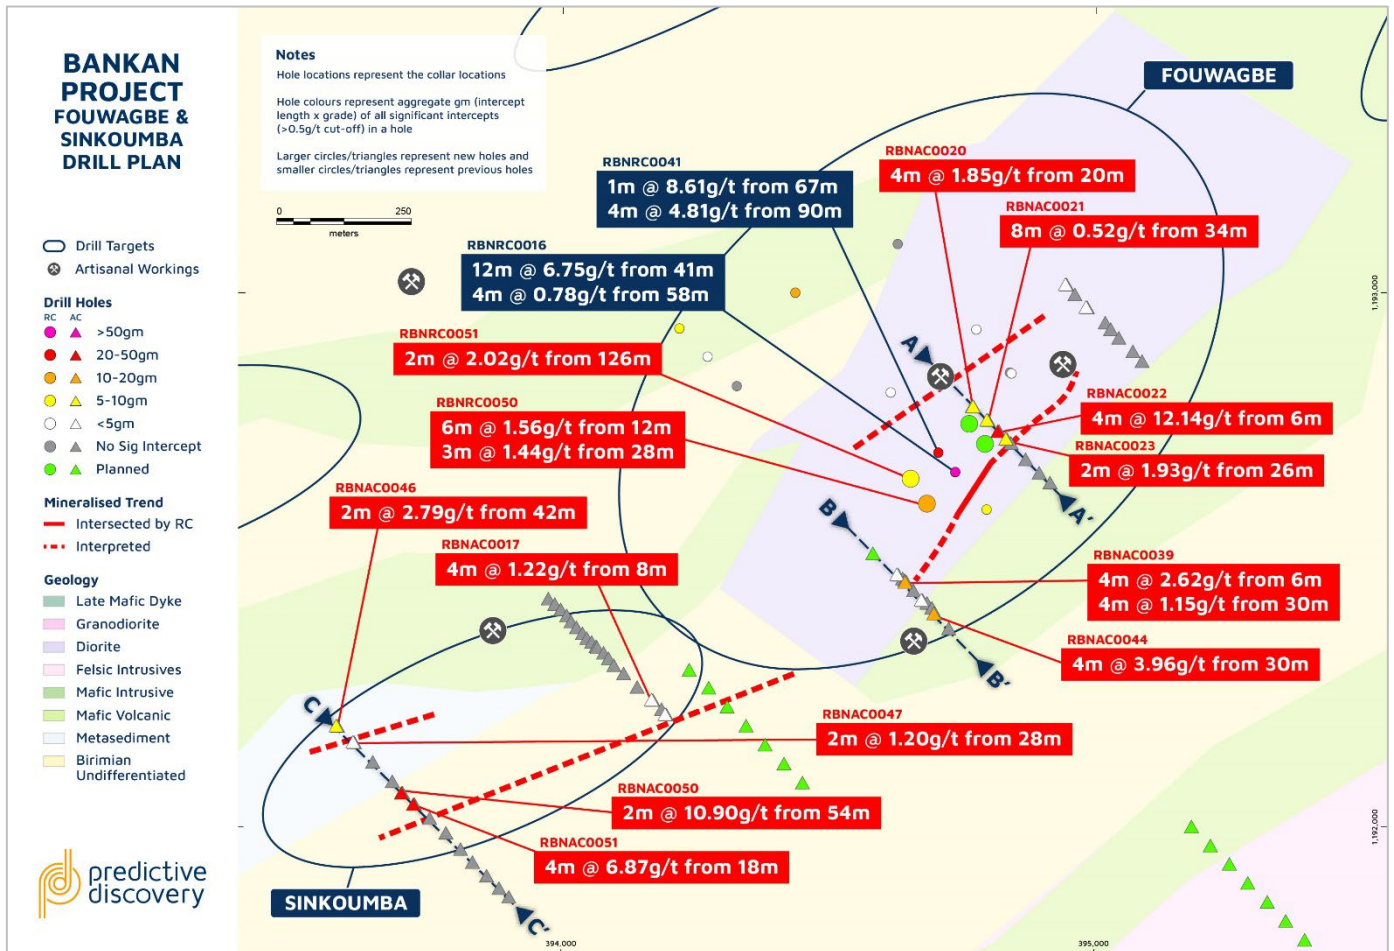 BANKAN
PROJECT
FOUWAGBE &
SINKOUMBA
DRILL PLAN
Drill Targets
Artisanal Workings
Drill Holes
RC AC
>50gm
20-50gm
10-20gm
5-10gm
<5gm
No Sig Intercept
Planned
Mineralised Trend
Intersected by RC
Interpreted
Geology
Late Mafic Dyke
Granodiorite
Diorite
Felsic Intrusives
Mafic Intrusive
Mafic Volcanic
Metasediment
Birimian
Undifferentiated
predictive
discovery
Notes
Hole locations represent the collar locations
Hole colours represent aggregate gm (intercept
length x grade) of all significant intercepts
(>0.5g/t cut-off) in a hole
Larger circles/triangles represent new holes and
smaller circles/triangles represent previous holes
0 250
meters
FOUWAGBE
RBNRC0041
1m @ 8.61g/t from 67m
4m @ 4.81g/t from 90m
RBNAC0020
4m @ 1.85g/t from 20m
RBNAC0021
8m @ 0.52g/t from 34m
RBNRC0016
12m @ 6.75g/t from 41m
4m @ 0.78g/t from 58m
RBNRC0051
2m @ 2.02g/t from 126m
RBNRC0050
6m @ 1.56g/t from 12m
3m @ 1.44g/t from 28m
RBNAC0022
4m @ 12.14g/t from 6m
RBNAC0023
2m @ 1.93g/t from 26m
A
A'
B
B'
RBNAC0046
2m @ 2.79g/t from 42m
RBNAC0017
4m @ 1.22g/t from 8m
RBNAC0039
4m @ 2.62g/t from 6m
4m @ 1.15g/t from 30m
RBNAC0044
4m @ 3.96g/t from 30m
C
C'
RBNAC0047
2m @ 1.20g/t from 28m
RBNAC0050
2m @ 10.90g/t from 54m
RBNAC0051
4m @ 6.87g/t from 18m
SINKOUMBA
1,193,000
1,192,000
394,000
395,000